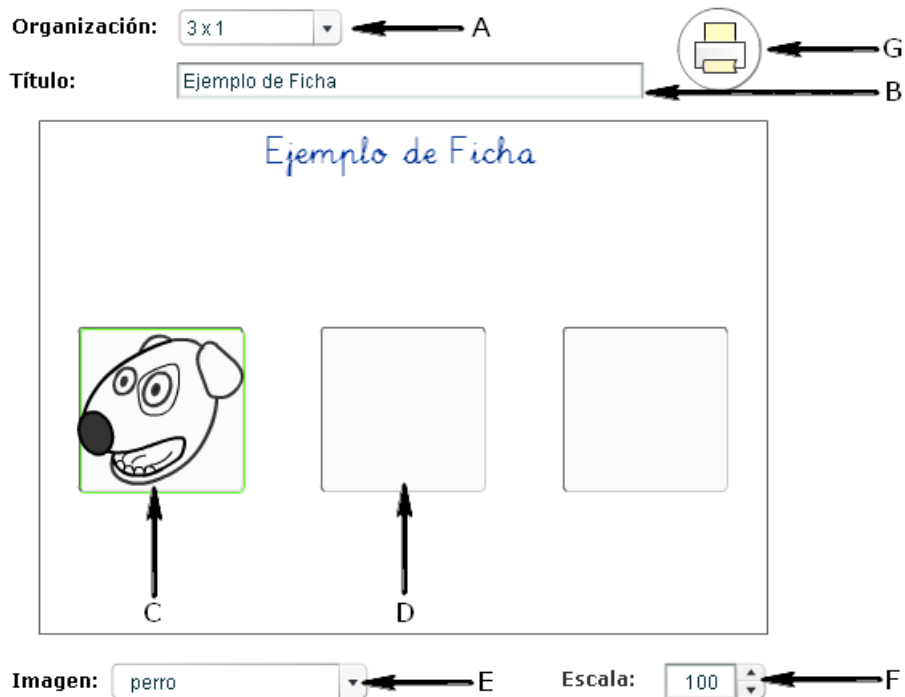 Organización: 3 x 1 A
G
Título: Ejemplo de Ficha
B
Ejemplo de Ficha
C D
Imagen: perro E Escala: 100 F